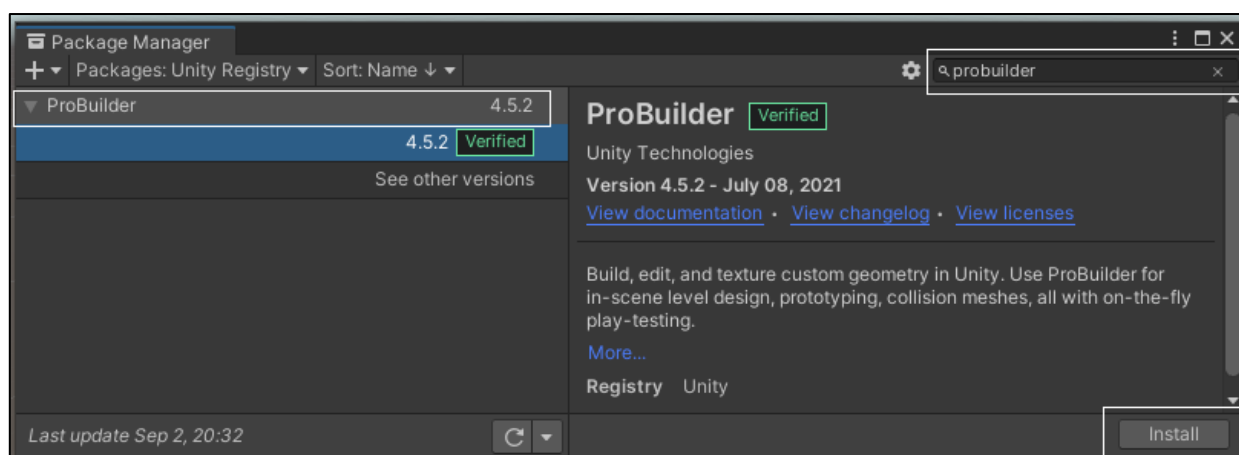 Package Manager
+ Packages: Unity Registry Sort: Name ↓ probuilder ×
ProBuilder 4.5.2
4.5.2 Verified
See other versions
ProBuilder Verified
Unity Technologies
Version 4.5.2 - July 08, 2021
View documentation • View changelog • View licenses
Build, edit, and texture custom geometry in Unity. Use ProBuilder for
in-scene level design, prototyping, collision meshes, all with on-the-fly
play-testing.
More...
Registry Unity
Last update Sep 2, 20:32
Install